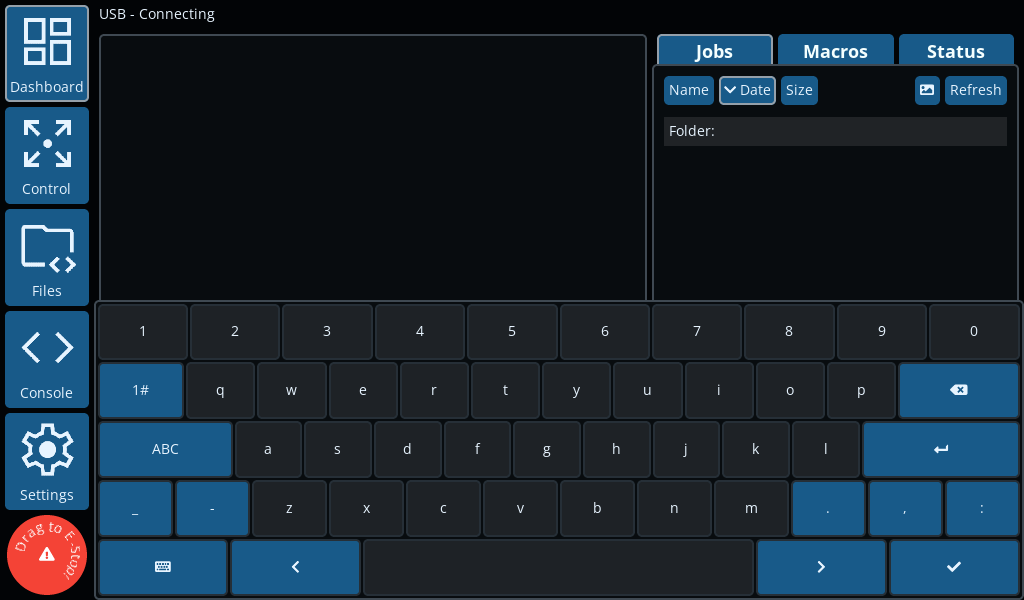 USB - Connecting
Dashboard
Control
Files
Console
Settings
Drag to E-Stop!
Jobs Macros Status
Name Date Size Refresh
Folder:
1 2 3 4 5 6 7 8 9 0
1# q w e r t y u i o p
ABC a s d f g h j k l
_ - z x c v b n m . , :